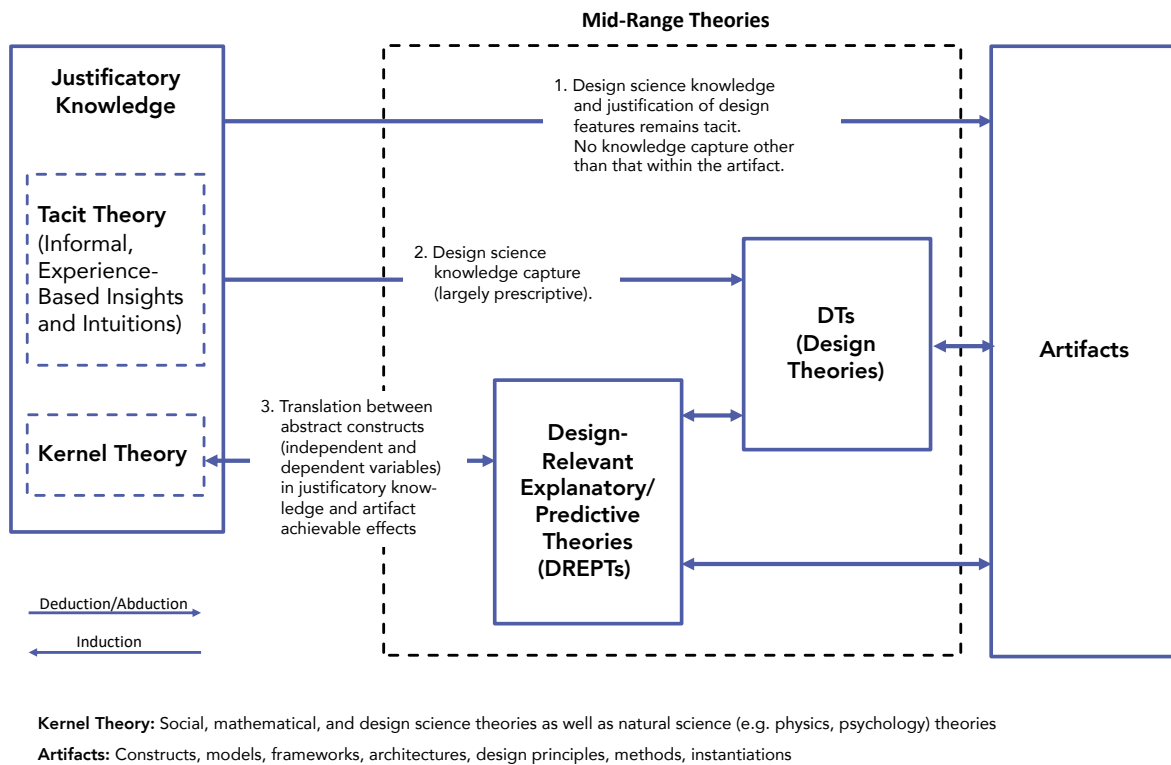 Mid-Range Theories
Justificatory
Knowledge
1. Design science knowledge
and justification of design
features remains tacit.
No knowledge capture other
than that within the artifact.
Tacit Theory
(Informal,
Experience-
Based Insights
and Intuitions)
2. Design science
knowledge capture
(largely prescriptive).
DTs
(Design
Theories)
Artifacts
Kernel Theory
3. Translation between
abstract constructs
(independent and
dependent variables)
in justificatory know-
ledge and artifact
achievable effects
Design-
Relevant
Explanatory/
Predictive
Theories
(DREPTs)
Deduction/Abduction
Induction
Kernel Theory: Social, mathematical, and design science theories as well as natural science (e.g. physics, psychology) theories
Artifacts: Constructs, models, frameworks, architectures, design principles, methods, instantiations